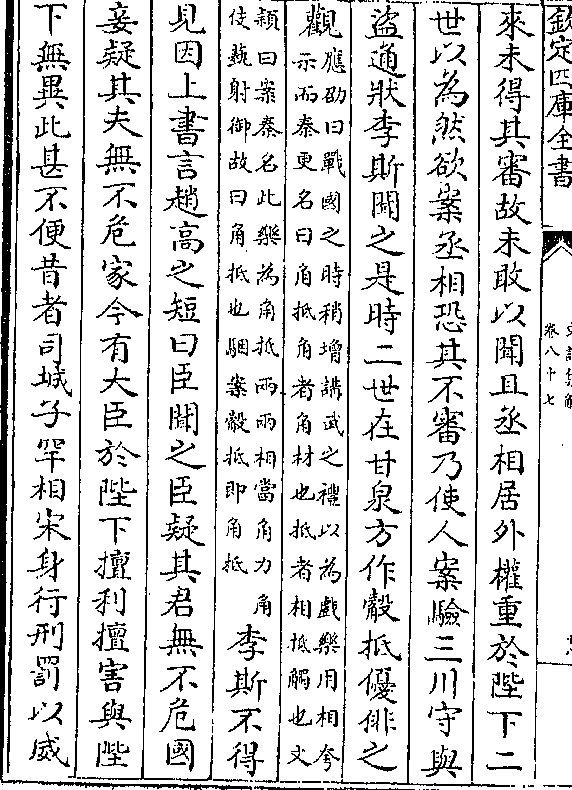 欽定四庫全書
卷八十七
來未得其審故未敢以聞且丞相居外權重於陛下二
世以為然欲案丞相恐其不審乃使人案驗三川守與
盜通狀李斯聞之是時二世在甘泉方作觳抵優俳之
觀
應劭曰戰國之時稍增講武之禮以為戲樂用相夸
示而秦更名曰角抵角者角材也抵者相抵觸也文
頴曰案秦名此樂為角抵兩兩相當角力角
伎藝射御故曰角抵也駰案觳抵即角抵
李斯不得
見因上書言趙高之短曰臣聞之臣疑其君無不危國
妾疑其夫無不危家今有大臣於陛下擅利擅害與陛
下無異此甚不便昔者司城子罕相宋身行刑罰以威